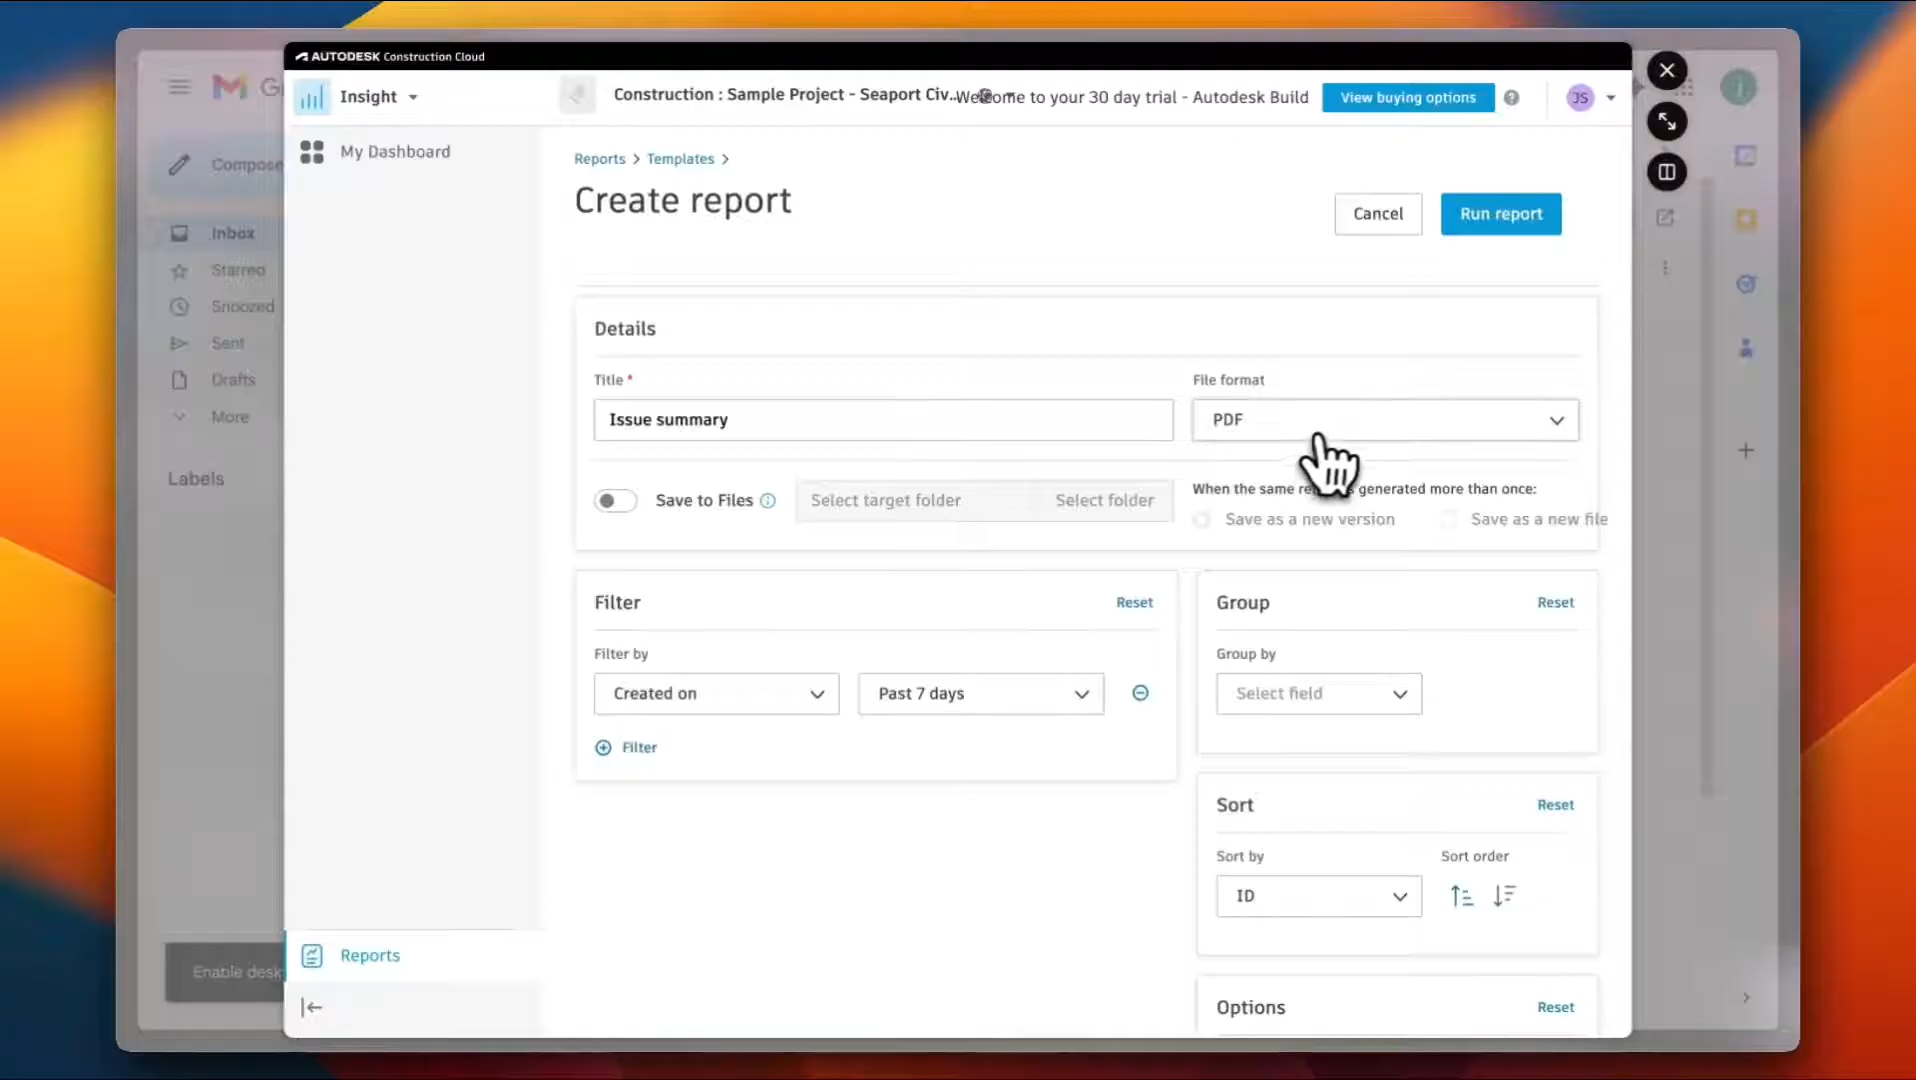 AUTODESK Construction Cloud
Insight
Construction : Sample Project - Seaport Civ...
Welcome to your 30 day trial - Autodesk Build
View buying options
JS
My Dashboard
Compose
Inbox
Starred
Snoozed
Sent
Drafts
More
Labels
Reports > Templates >
Create report
Cancel
Run report
Details
Title *
File format
Issue summary
PDF
Save to Files
Select target folder
Select folder
When the same generated more than once:
Save as a new version
Save as a new file
Filter
Reset
Filter by
Created on
Past 7 days
Filter
Group
Reset
Group by
Select field
Sort
Reset
Sort by
Sort order
ID
Options
Reset
Enable desk
Reports